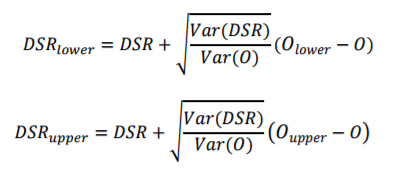 DSR_lower = DSR + √(Var(DSR)/Var(O)) (O_lower − O)
DSR_upper = DSR + √(Var(DSR)/Var(O)) (O_upper − O)